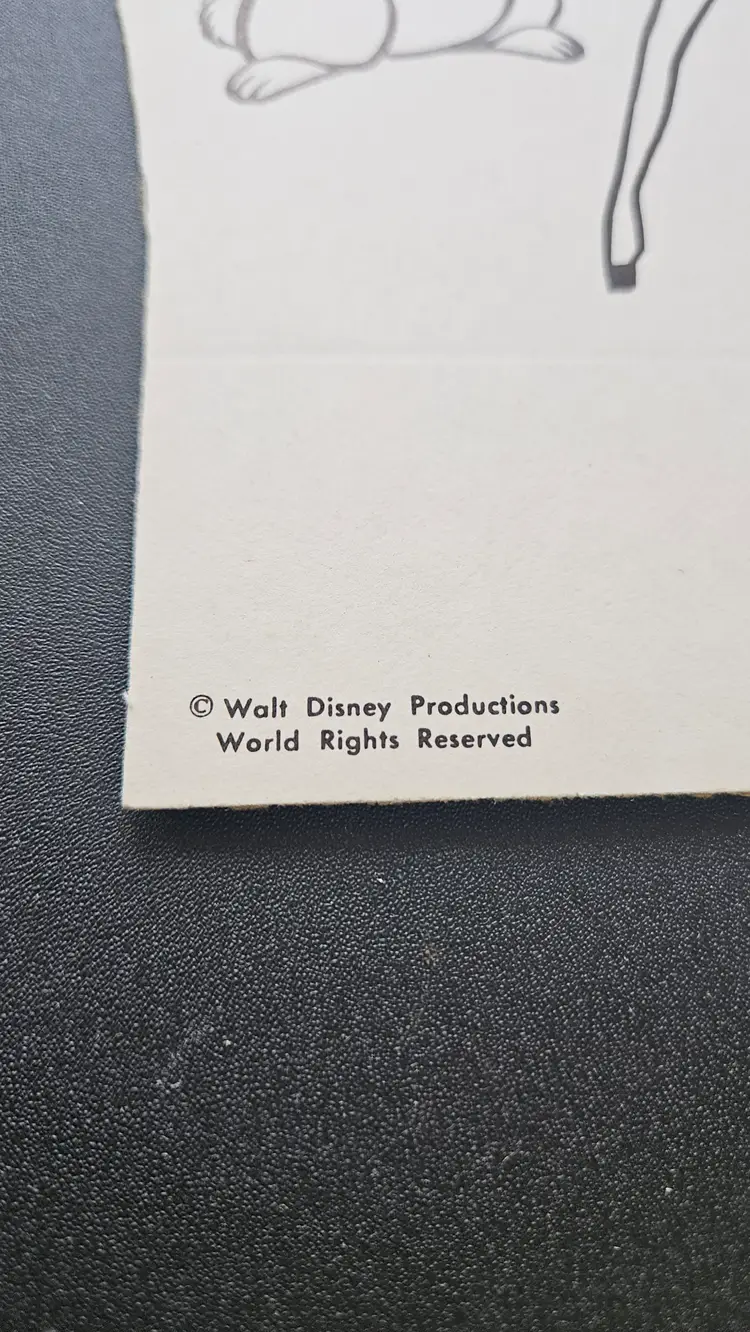 © Walt Disney Productions
World Rights Reserved